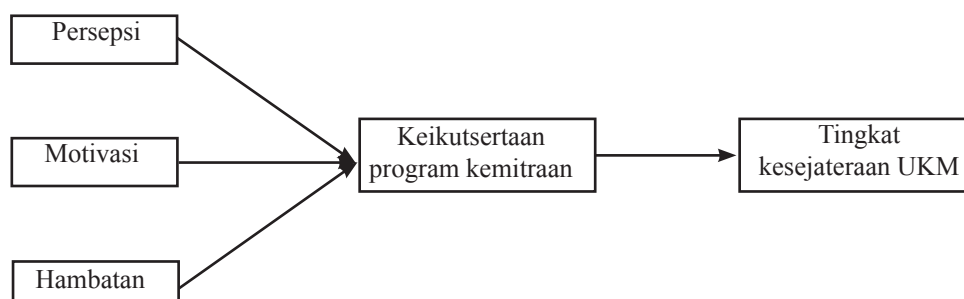 Persepsi
Motivasi
Hambatan
Keikutsertaan
program kemitraan
Tingkat
kesejateraan UKM